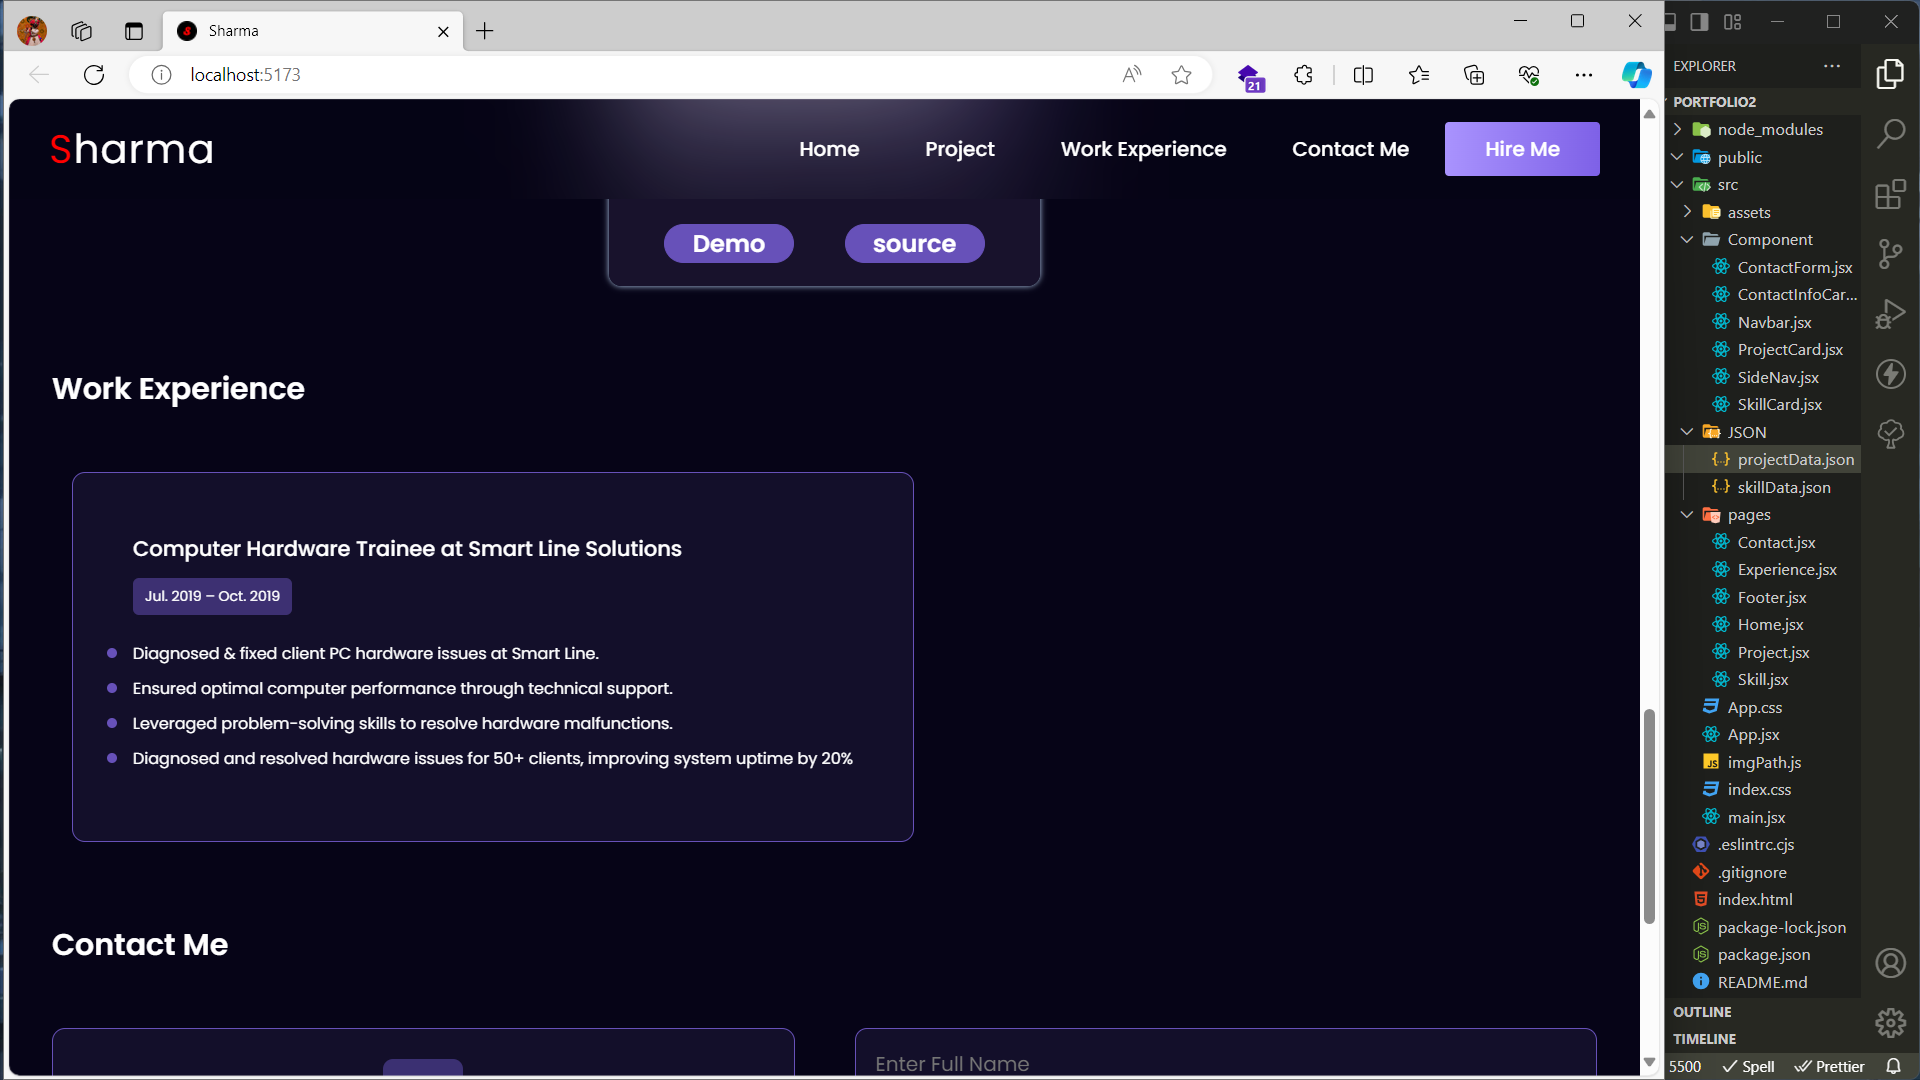 Sharma
localhost:5173
21
Sharma
Home
Project
Work Experience
Contact Me
Hire Me
Demo
source
Work Experience
Computer Hardware Trainee at Smart Line Solutions
Jul. 2019 – Oct. 2019
Diagnosed & fixed client PC hardware issues at Smart Line.
Ensured optimal computer performance through technical support.
Leveraged problem-solving skills to resolve hardware malfunctions.
Diagnosed and resolved hardware issues for 50+ clients, improving system uptime by 20%
Contact Me
Enter Full Name
EXPLORER
PORTFOLIO2
node_modules
public
src
assets
Component
ContactForm.jsx
ContactInfoCar...
Navbar.jsx
ProjectCard.jsx
SideNav.jsx
SkillCard.jsx
JSON
projectData.json
skillData.json
pages
Contact.jsx
Experience.jsx
Footer.jsx
Home.jsx
Project.jsx
Skill.jsx
App.css
App.jsx
imgPath.js
index.css
main.jsx
.eslintrc.cjs
.gitignore
index.html
package-lock.json
package.json
README.md
OUTLINE
TIMELINE
5500
Spell
Prettier